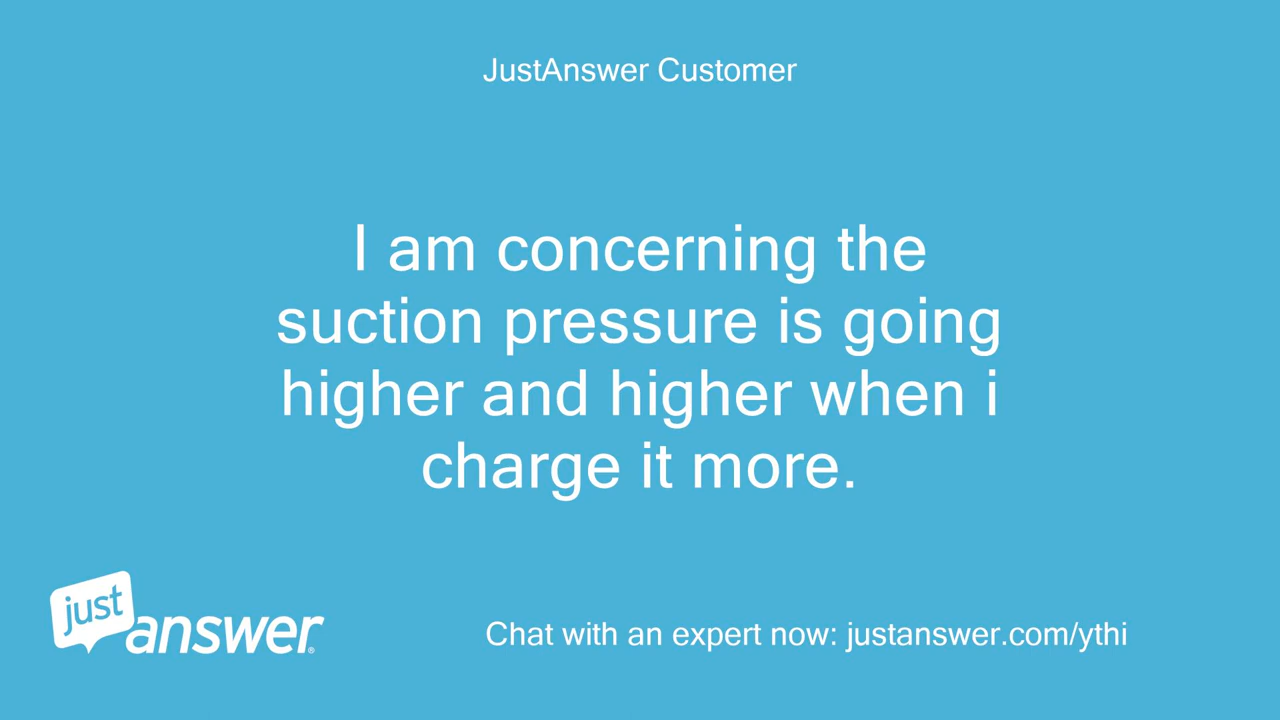 JustAnswer Customer
I am concerning the
suction pressure is going
higher and higher when i
charge it more.
just
answer®
Chat with an expert now: justanswer.com/ythi